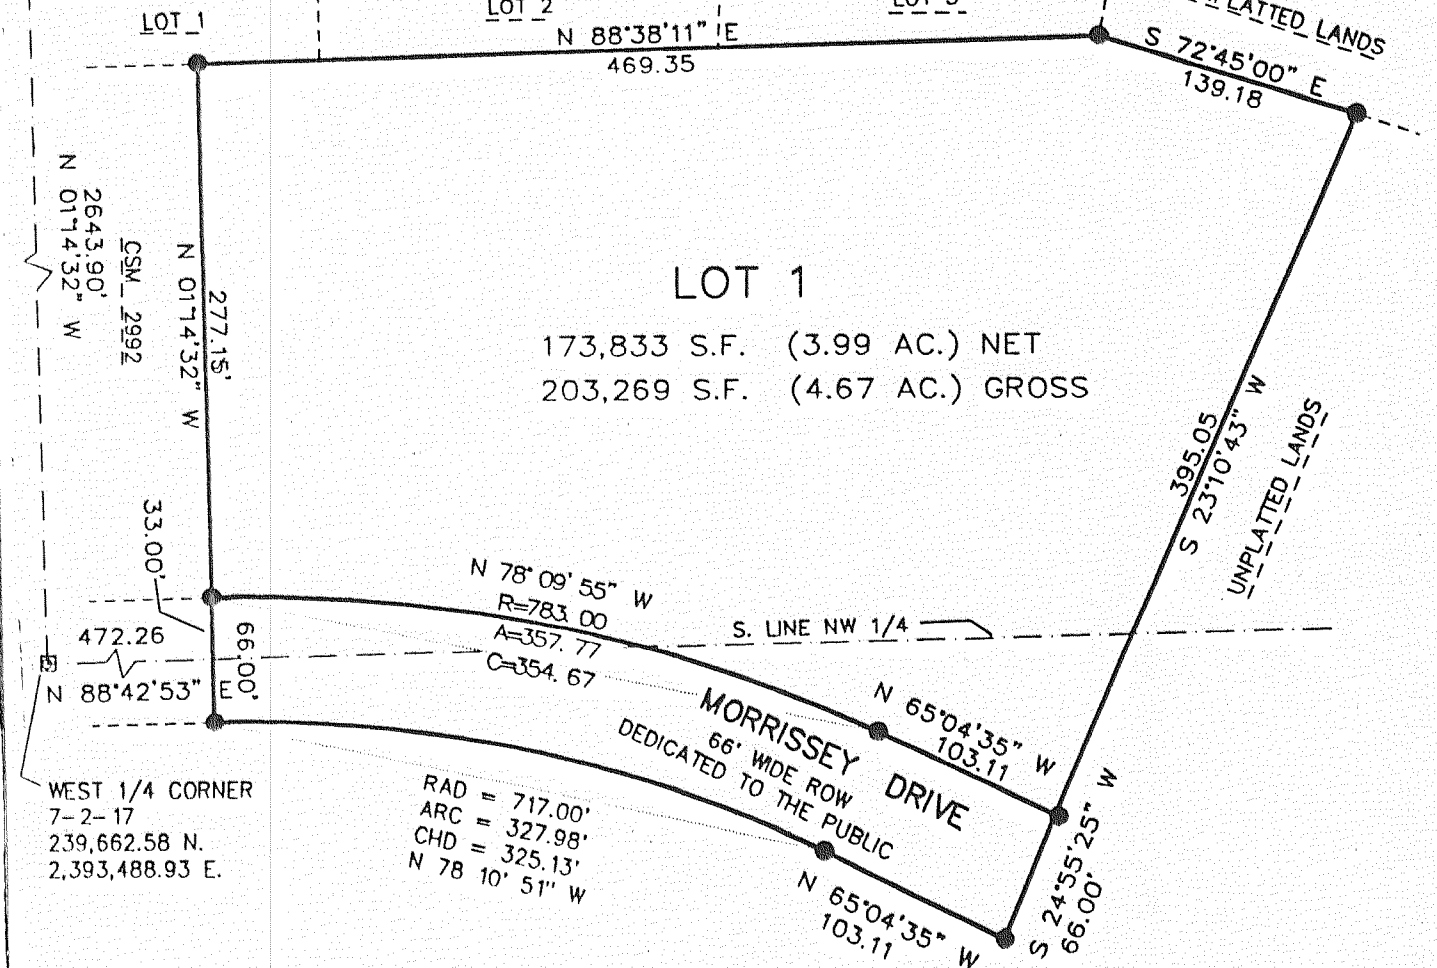 LOT 1
LOT 2
N 88°38'11" E
469.35
LATTED LANDS
S 72°45'00" E
139.18
N 01°14'32" W
2643.90'
CSM 2992
N 01°14'32" W
277.15'
LOT 1
173,833 S.F. (3.99 AC.) NET
203,269 S.F. (4.67 AC.) GROSS
395.05
S 23°10'43" W
UNPLATTED LANDS
33.00'
66.00'
472.26
N 88°42'53" E
N 78°09'55" W
R=783.00
A=357.77
C=354.67
S. LINE NW 1/4
N 65°04'35" W
103.11
MORRISSEY DRIVE
66' WIDE ROW
DEDICATED TO THE PUBLIC
WEST 1/4 CORNER
7-2-17
239,662.58 N.
2,393,488.93 E.
RAD = 717.00'
ARC = 327.98'
CHD = 325.13'
N 78 10' 51" W
N 65°04'35" W
103.11
S 24°55'25" W
66.00'